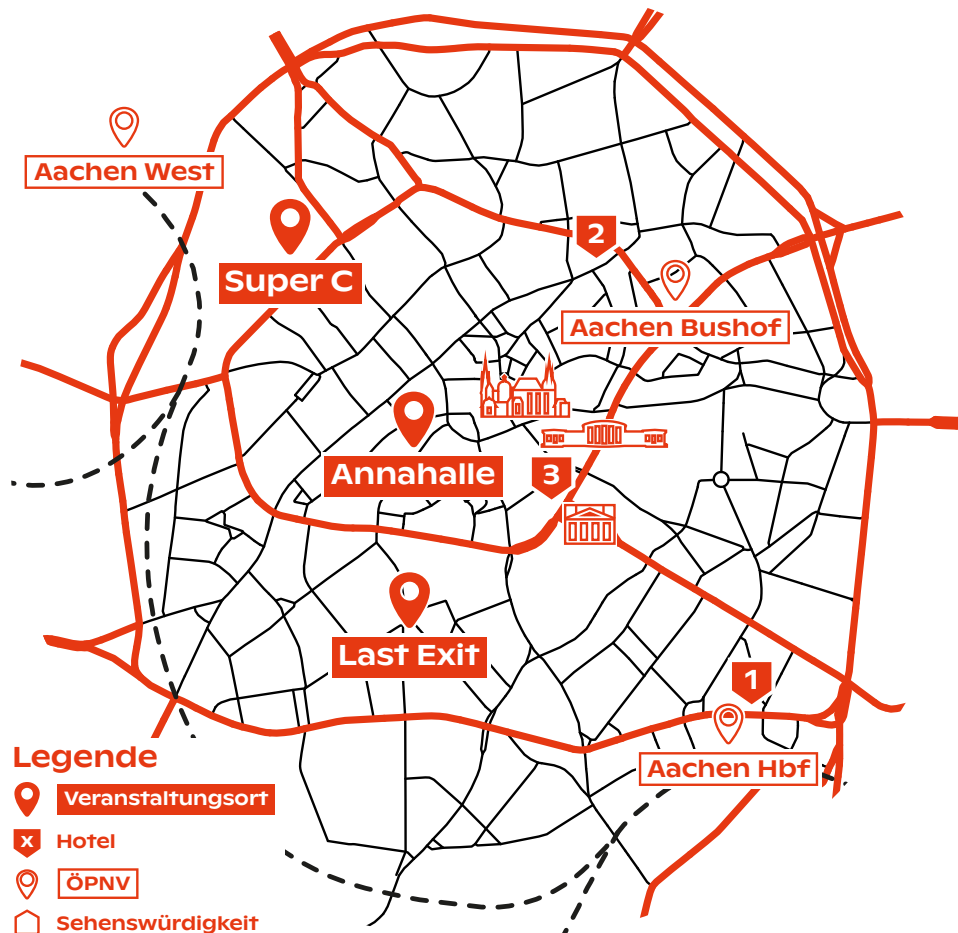 Aachen West
Super C
2
Aachen Bushof
Annahalle
3
Last Exit
1
Aachen Hbf
Legende
Veranstaltungsort
x Hotel
ÖPNV
Sehenswürdigkeit